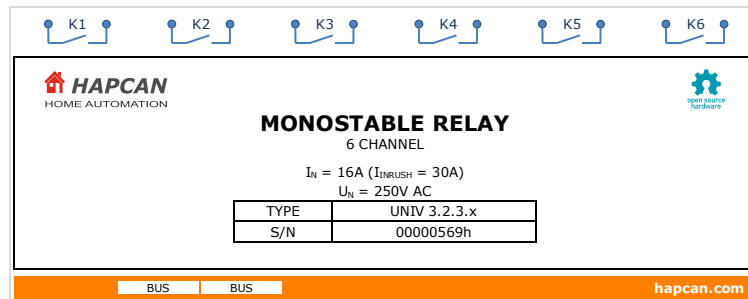 K1 K2 K3 K4 K5 K6
HAPCAN
HOME AUTOMATION
open source
hardware
MONOSTABLE RELAY
6 CHANNEL
IN = 16A (IINRUSH = 30A)
UN = 250V AC
TYPE UNIV 3.2.3.x
S/N 00000569h
BUS BUS hapcan.com